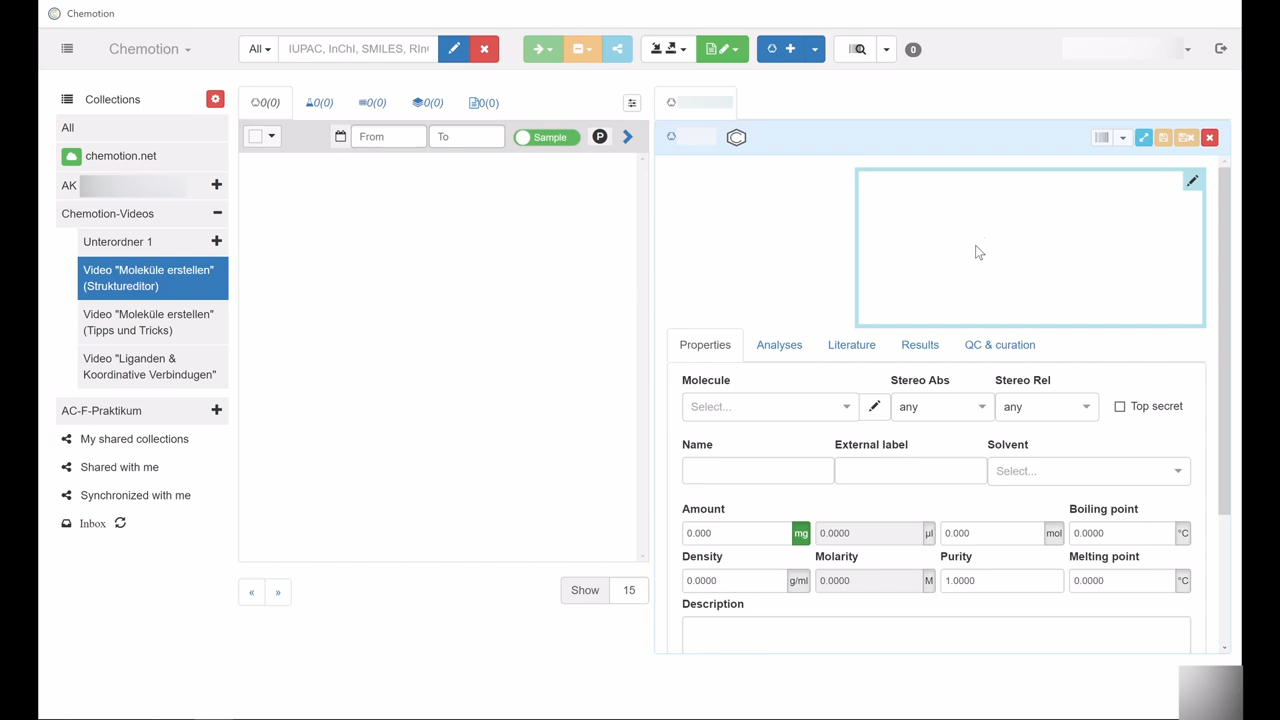 Chemotion
Chemotion
All
IUPAC, InChI, SMILES, RIn
0
Collections
All
chemotion.net
AK
Chemotion-Videos
Unterordner 1
Video "Moleküle erstellen"
(Struktureditor)
Video "Moleküle erstellen"
(Tipps und Tricks)
Video "Liganden &
Koordinative Verbindugen"
AC-F-Praktikum
My shared collections
Shared with me
Synchronized with me
Inbox
0(0)
0(0)
0(0)
0(0)
0(0)
From
To
Sample
P
«
»
Show
15
Properties
Analyses
Literature
Results
QC & curation
Molecule
Stereo Abs
Stereo Rel
Select...
any
any
Top secret
Name
External label
Solvent
Select...
Amount
Boiling point
0.000
mg
0.0000
µl
0.000
mol
0.0000
°C
Density
Molarity
Purity
Melting point
0.0000
g/ml
0.0000
M
1.0000
0.0000
°C
Description